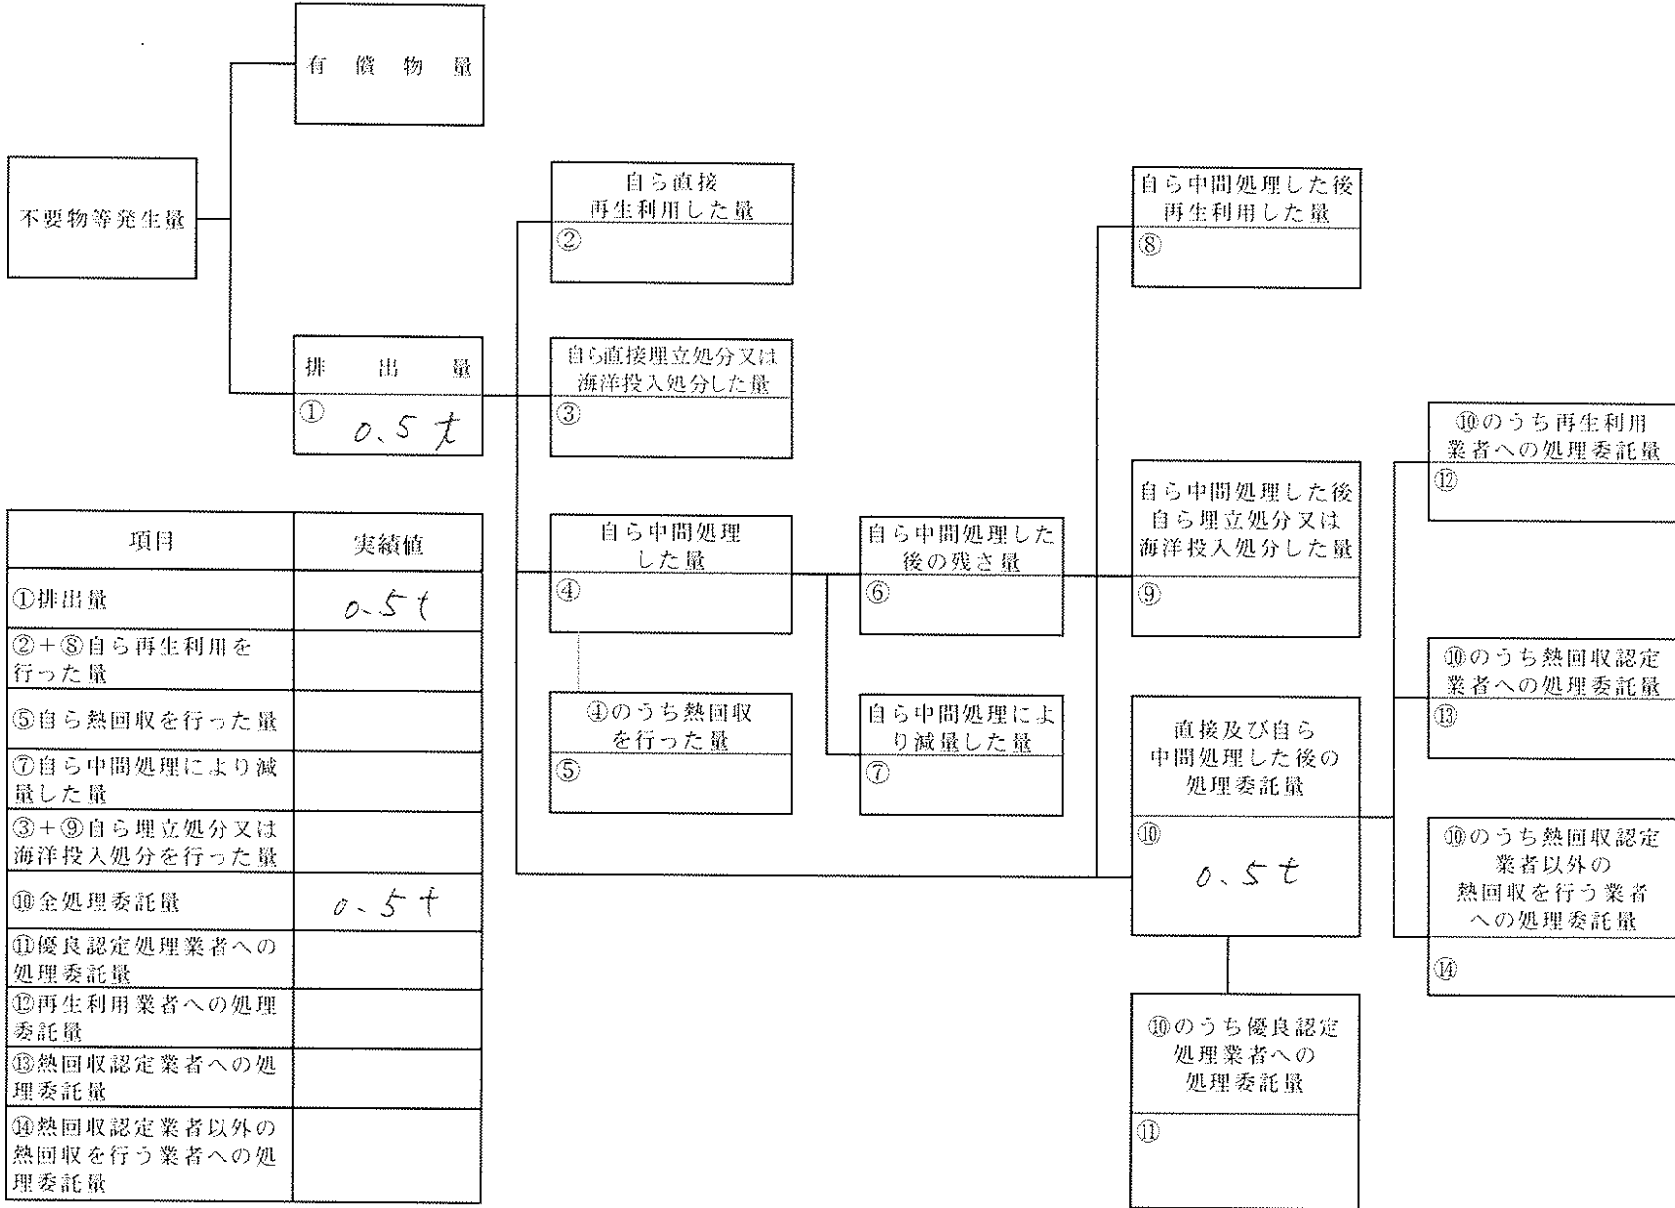 有償物量
不要物等発生量
排出量
①
0.5 t
自ら直接
再生利用した量
②
自ら直接埋立処分又は
海洋投入処分した量
③
自ら中間処理
した量
④
④のうち熱回収
を行った量
⑤
自ら中間処理した
後の残さ量
⑥
自ら中間処理によ
り減量した量
⑦
自ら中間処理した後
再生利用した量
⑧
自ら中間処理した後
自ら埋立処分又は
海洋投入処分した量
⑨
直接及び自ら
中間処理した後の
処理委託量
⑩
0.5 t
⑩のうち優良認定
処理業者への
処理委託量
⑪
⑩のうち再生利用
業者への処理委託量
⑫
⑩のうち熱回収認定
業者への処理委託量
⑬
⑩のうち熱回収認定
業者以外の
熱回収を行う業者
への処理委託量
⑭
項目 実績値
①排出量 0.5 t
②+⑧自ら再生利用を
行った量
⑤自ら熱回収を行った量
⑦自ら中間処理により減
量した量
③+⑨自ら埋立処分又は
海洋投入処分を行った量
⑩全処理委託量 0.5 t
⑪優良認定処理業者への
処理委託量
⑫再生利用業者への処理
委託量
⑬熱回収認定業者への処
理委託量
⑭熱回収認定業者以外の
熱回収を行う業者への処
理委託量